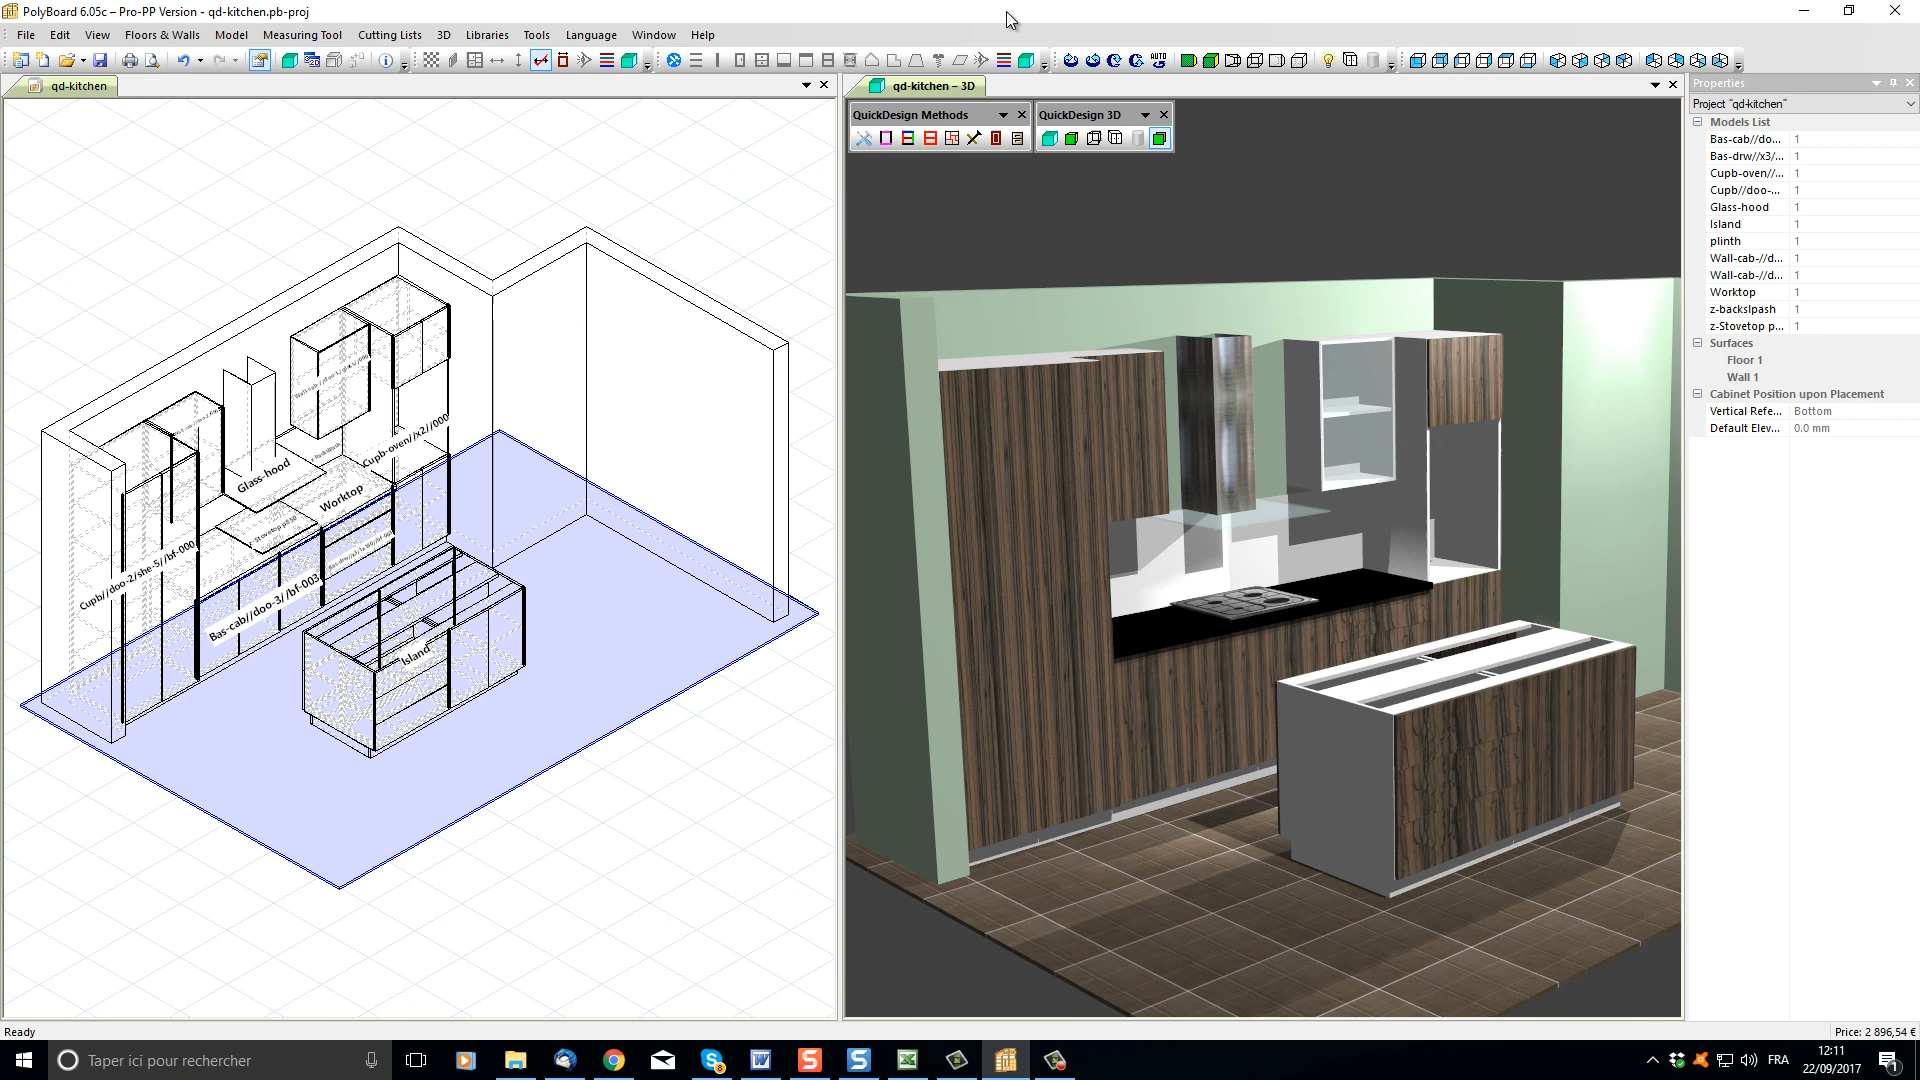 PolyBoard 6.05c – Pro-PP Version - qd-kitchen.pb-proj
File Edit View Floors & Walls Model Measuring Tool Cutting Lists 3D Libraries Tools Language Window Help
AUTO
qd-kitchen
qd-kitchen – 3D
Properties
QuickDesign Methods
QuickDesign 3D
Project "qd-kitchen"
Models List
Bas-cab//do... 1
Bas-drw//x3/... 1
Cupb-oven//... 1
Cupb//doo-... 1
Glass-hood 1
Island 1
plinth 1
Wall-cab-//d... 1
Wall-cab-//d... 1
Worktop 1
z-backslpash 1
z-Stovetop p... 1
Surfaces
Floor 1
Wall 1
Cabinet Position upon Placement
Vertical Refe... Bottom
Default Elev... 0.0 mm
Cupb-oven//x2//000
Glass-hood
Worktop
Cupb//doo-2/she-5//bf-000
Bas-cab//doo-3//bf-003
Island
Ready
Price: 2 896,54 €
Taper ici pour rechercher
FRA
12:11
22/09/2017